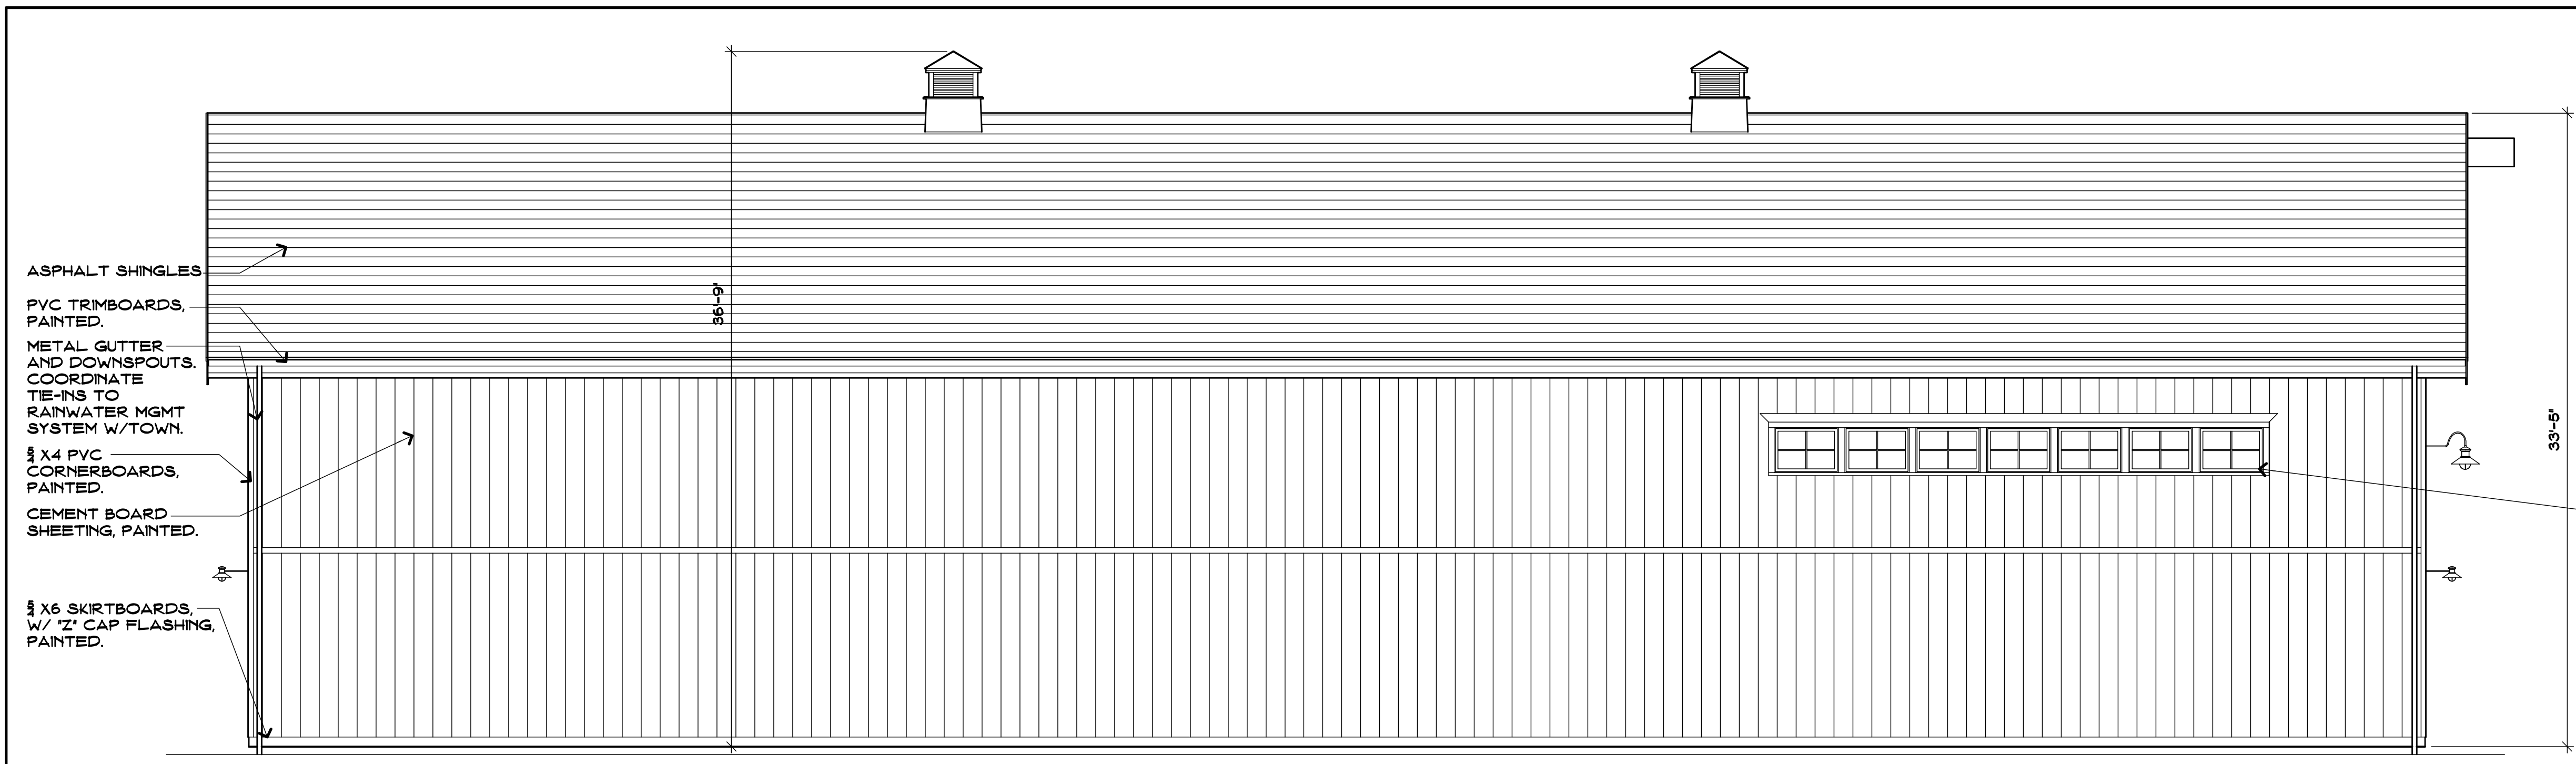 ASPHALT SHINGLES
PVC TRIMBOARDS,
PAINTED.
METAL GUTTER
AND DOWNSPOUTS.
COORDINATE
TIE-INS TO
RAINWATER MGMT
SYSTEM W/TOWN.
5/4 X4 PVC
CORNERBOARDS,
PAINTED.
CEMENT BOARD
SHEETING, PAINTED.
5/4 X6 SKIRTBOARDS,
W/ "Z" CAP FLASHING,
PAINTED.
36'-9"
33'-5"